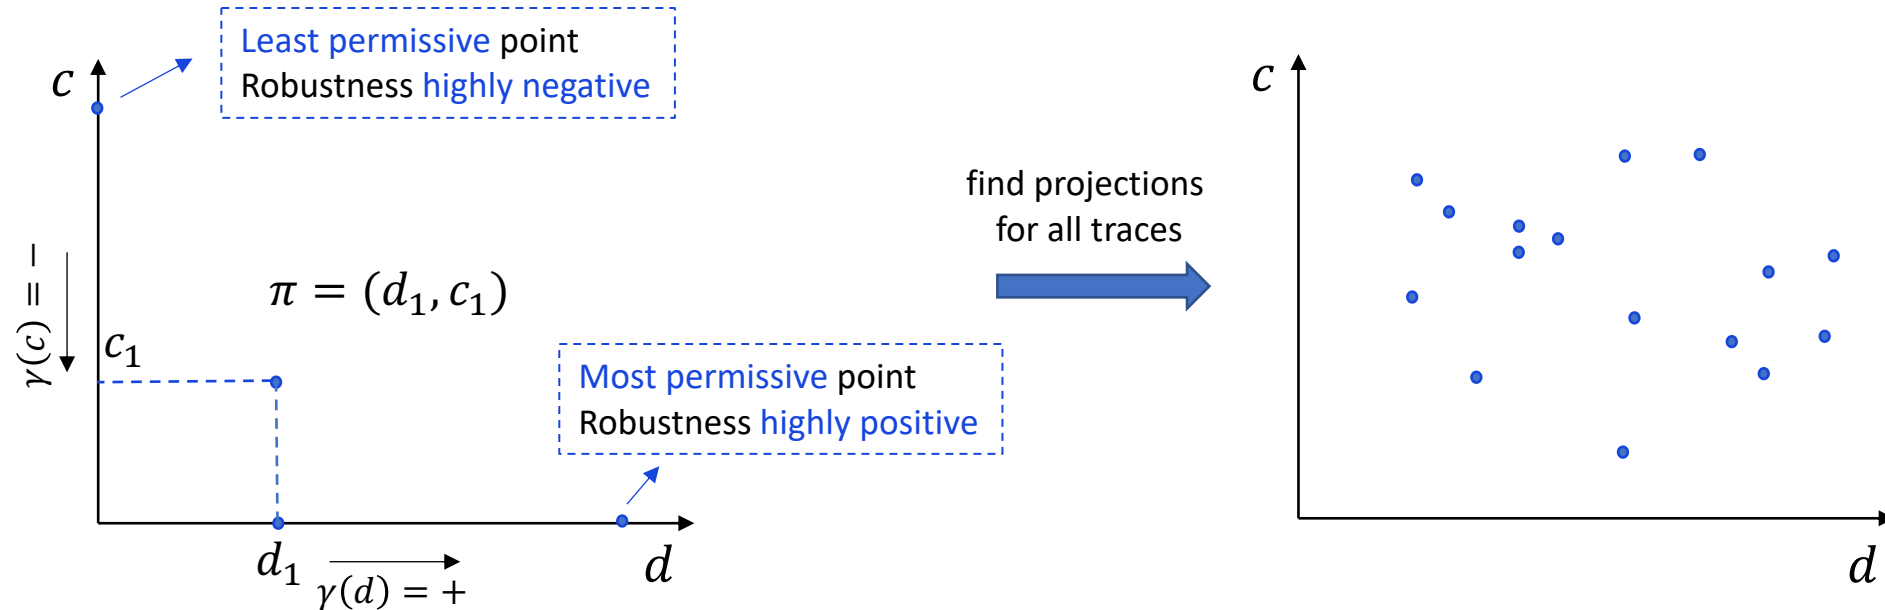 Least permissive point
Robustness highly negative
c
γ(c) = −
c₁
π = (d₁, c₁)
Most permissive point
Robustness highly positive
d₁
γ(d) = +
d
find projections
for all traces
c
d